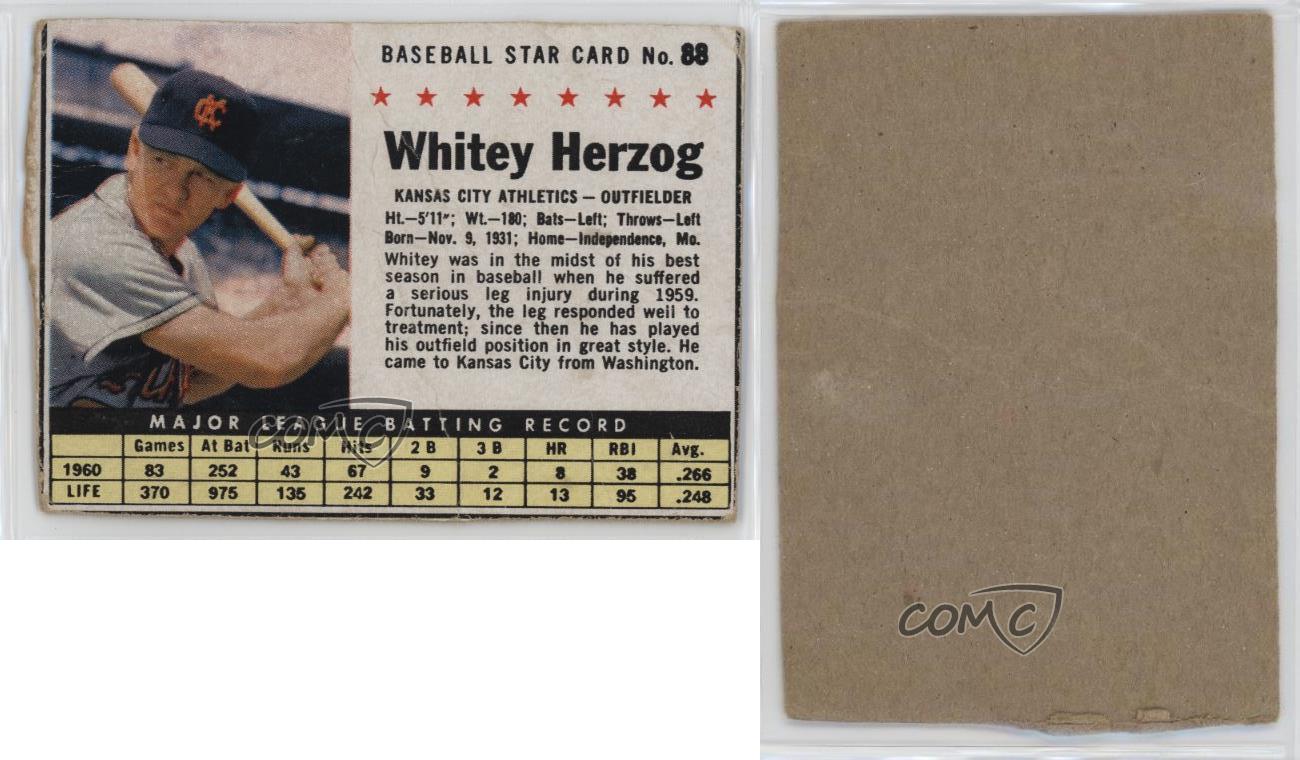 BASEBALL STAR CARD No. 88
Whitey Herzog
KANSAS CITY ATHLETICS — OUTFIELDER
Ht.—5'11"; Wt.—180; Bats—Left; Throws—Left
Born—Nov. 9, 1931; Home—Independence, Mo.
Whitey was in the midst of his best
season in baseball when he suffered
a serious leg injury during 1959.
Fortunately, the leg responded well to
treatment; since then he has played
his outfield position in great style. He
came to Kansas City from Washington.
MAJOR LEAGUE BATTING RECORD
Games At Bat Runs Hits 2 B 3 B HR RBI Avg.
1960 83 252 43 67 9 2 8 38 .266
LIFE 370 975 135 242 33 12 13 95 .248
COMC
COMC
KC